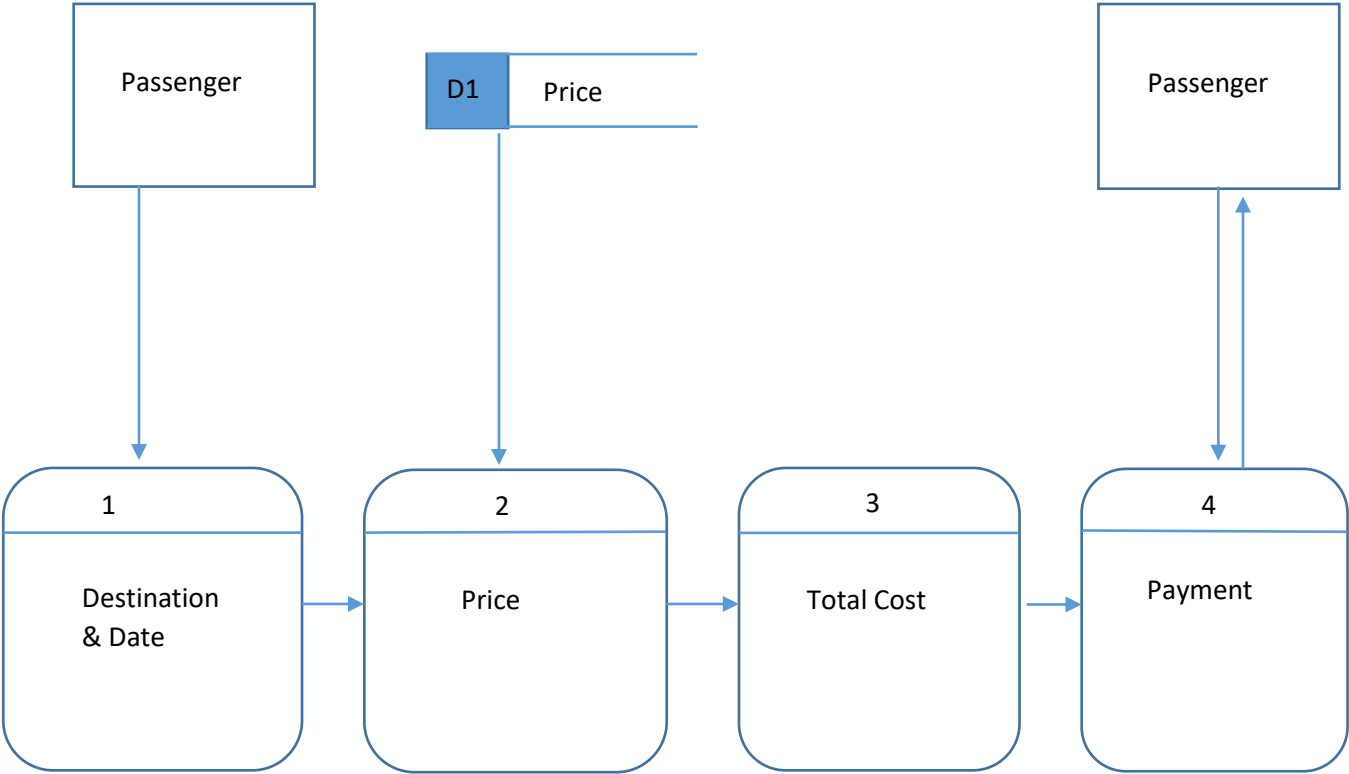 Passenger
D1
Price
Passenger
1
2
3
4
Destination
& Date
Price
Total Cost
Payment